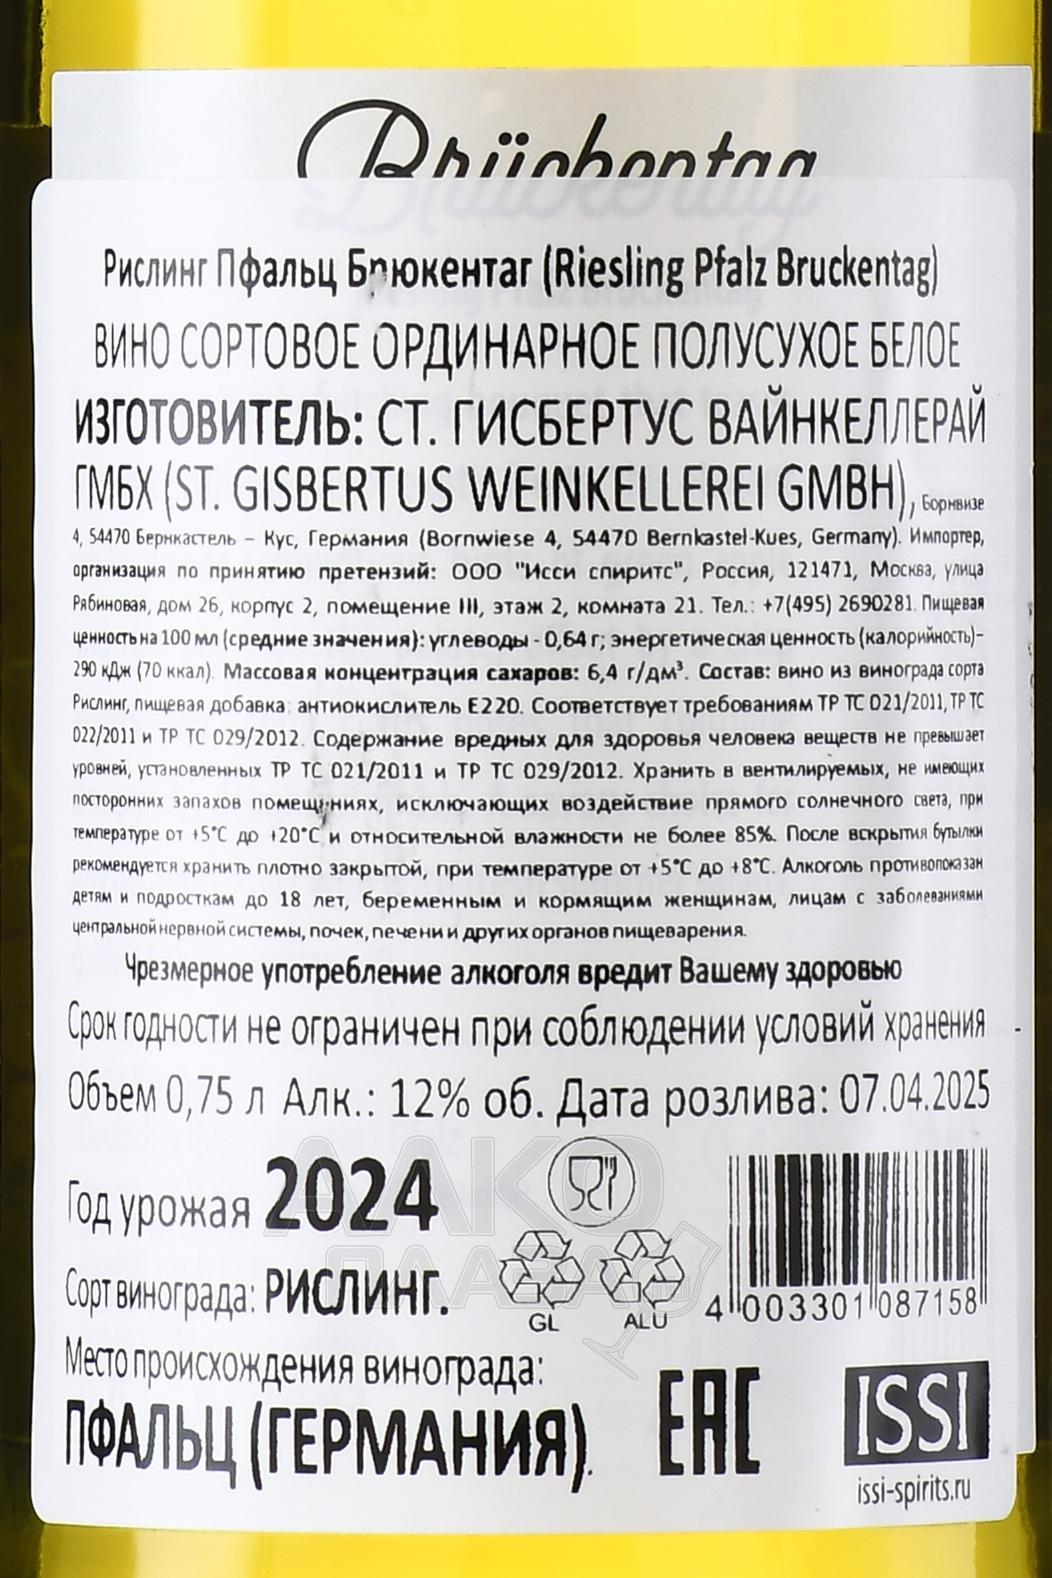 Brückentag
Рислинг Пфальц Брюкентаг (Riesling Pfalz Bruckentag)
ВИНО СОРТОВОЕ ОРДИНАРНОЕ ПОЛУСУХОЕ БЕЛОЕ
ИЗГОТОВИТЕЛЬ: СТ. ГИСБЕРТУС ВАЙНКЕЛЛЕРАЙ
ГМБХ (ST. GISBERTUS WEINKELLEREI GMBH), Борнвизе
4, 54470 Бернкастель – Кус, Германия (Bornwiese 4, 54470 Bernkastel-Kues, Germany). Импортер,
организация по принятию претензий: ООО "Исси спиритс", Россия, 121471, Москва, улица
Рябиновая, дом 26, корпус 2, помещение III, этаж 2, комната 21. Тел.: +7(495) 2690281. Пищевая
ценность на 100 мл (средние значения): углеводы - 0,64 г; энергетическая ценность (калорийность)–
290 кДж (70 ккал). Массовая концентрация сахаров: 6,4 г/дм³. Состав: вино из винограда сорта
Рислинг, пищевая добавка: антиокислитель Е220. Соответствует требованиям ТР ТС 021/2011, ТР ТС
022/2011 и ТР ТС 029/2012. Содержание вредных для здоровья человека веществ не превышает
уровней, установленных ТР ТС 021/2011 и ТР ТС 029/2012. Хранить в вентилируемых, не имеющих
посторонних запахов помещениях, исключающих воздействие прямого солнечного света, при
температуре от +5°С до +20°С и относительной влажности не более 85%. После вскрытия бутылки
рекомендуется хранить плотно закрытой, при температуре от +5°С до +8°С. Алкоголь противопоказан
детям и подросткам до 18 лет, беременным и кормящим женщинам, лицам с заболеваниями
центральной нервной системы, почек, печени и других органов пищеварения.
Чрезмерное употребление алкоголя вредит Вашему здоровью
Срок годности не ограничен при соблюдении условий хранения
Объем 0,75 л Алк.: 12% об. Дата розлива: 07.04.2025
Год урожая 2024
АЛКО
ПЛАКАТ
Сорт винограда: РИСЛИНГ.
GL ALU
4 003301 087158
Место происхождения винограда:
ПФАЛЬЦ (ГЕРМАНИЯ).
EAC
ISSI
issi-spirits.ru